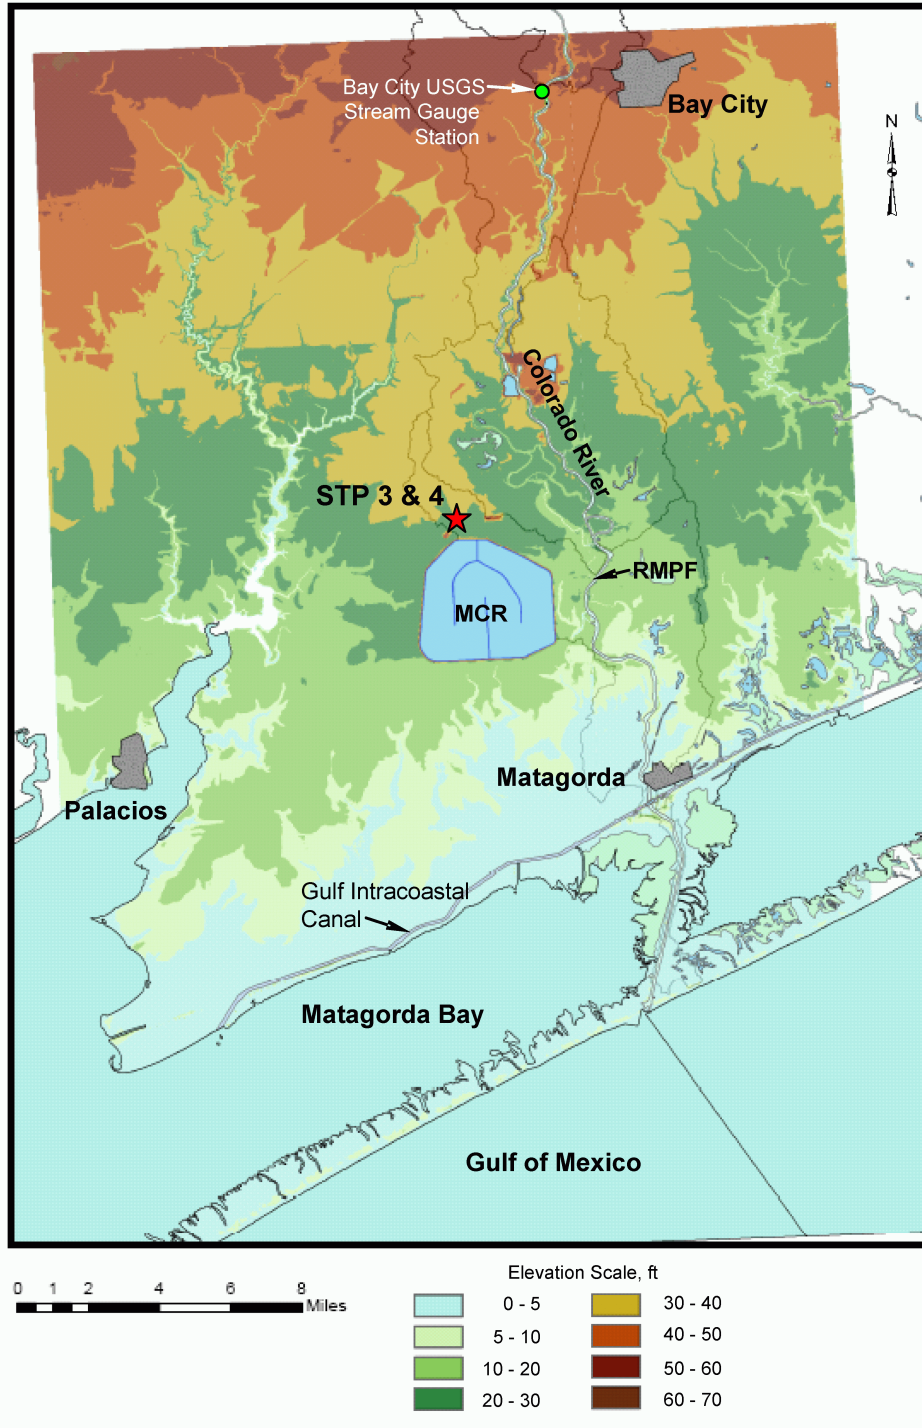 Bay City USGS
Stream Gauge
Station
Bay City
N
Colorado River
STP 3 & 4
RMPF
MCR
Matagorda
Palacios
Gulf Intracoastal
Canal
Matagorda Bay
Gulf of Mexico
Elevation Scale, ft
0 1 2 4 6 8
Miles
0 - 5
5 - 10
10 - 20
20 - 30
30 - 40
40 - 50
50 - 60
60 - 70